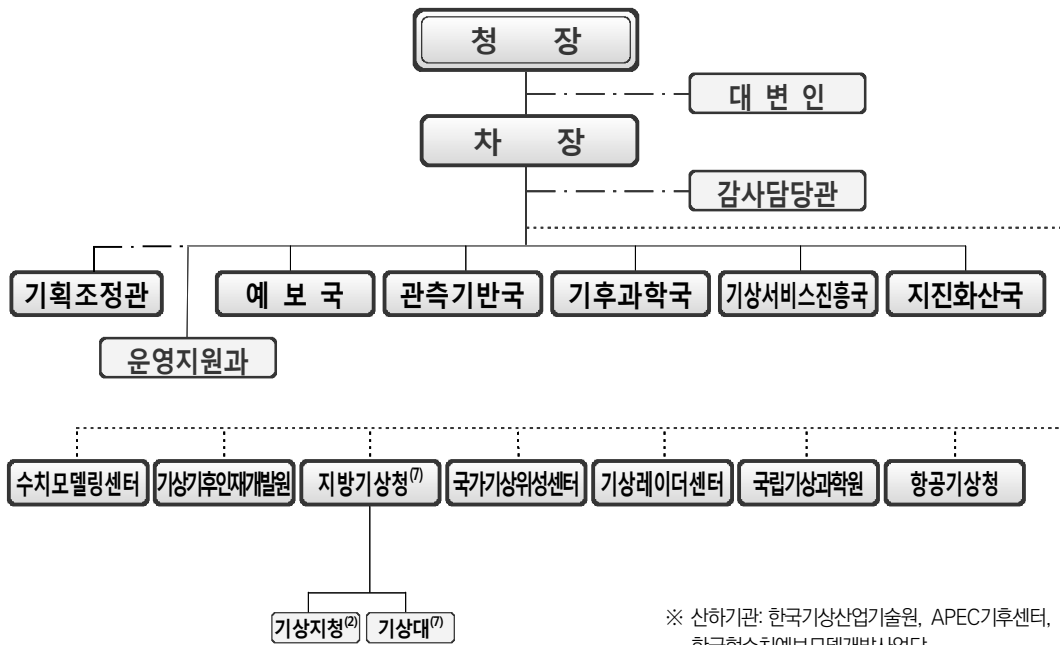 청 장
대 변 인
차 장
감사담당관
기획조정관 예 보 국 관측기반국 기후과학국 기상서비스진흥국 지진화산국
운영지원과
수치모델링센터 기상기후인재개발원 지방기상청(7) 국가기상위성센터 기상레이더센터 국립기상과학원 항공기상청
기상지청(2) 기상대(7)
※ 산하기관: 한국기상산업기술원, APEC기후센터,